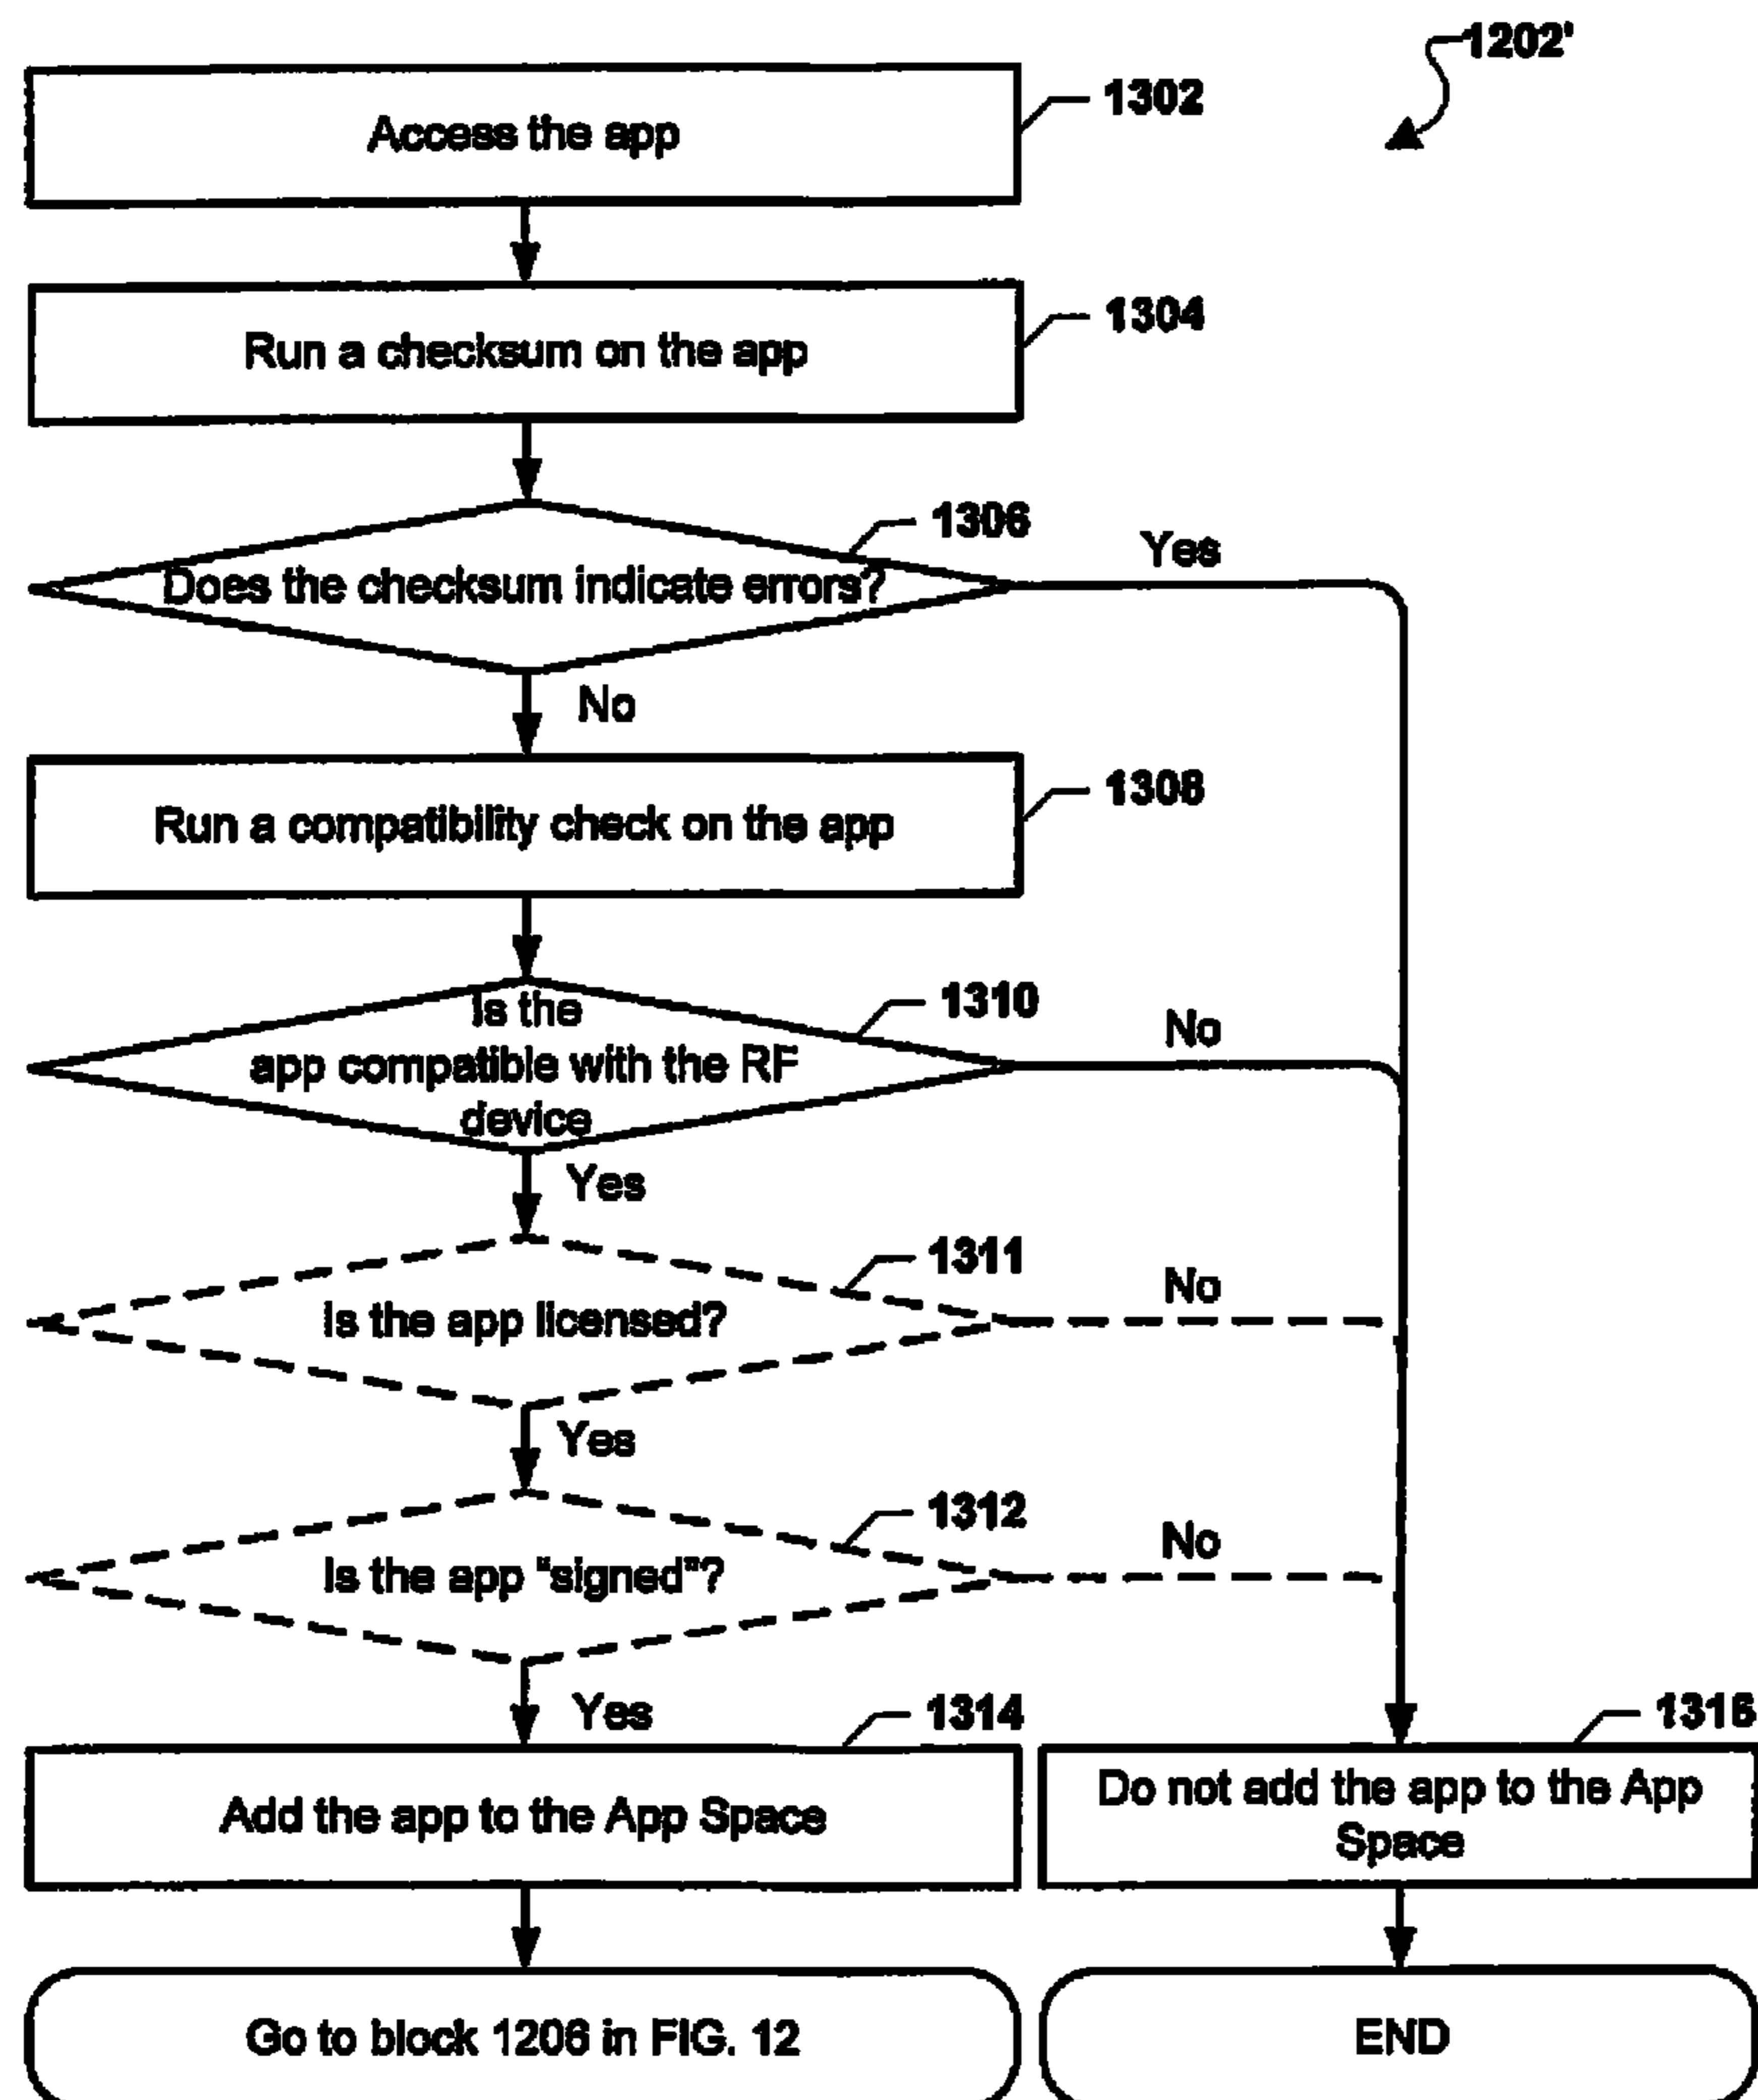 1202'
Access the app
1302
Run a checksum on the app
1304
1306
Does the checksum indicate errors?
Yes
No
Run a compatibility check on the app
1308
Is the
app compatible with the RF
device
1310
No
Yes
1311
Is the app licensed?
No
Yes
1312
Is the app “signed”?
No
Yes
1314
Add the app to the App Space
1316
Do not add the app to the App
Space
Go to block 1206 in FIG. 12
END